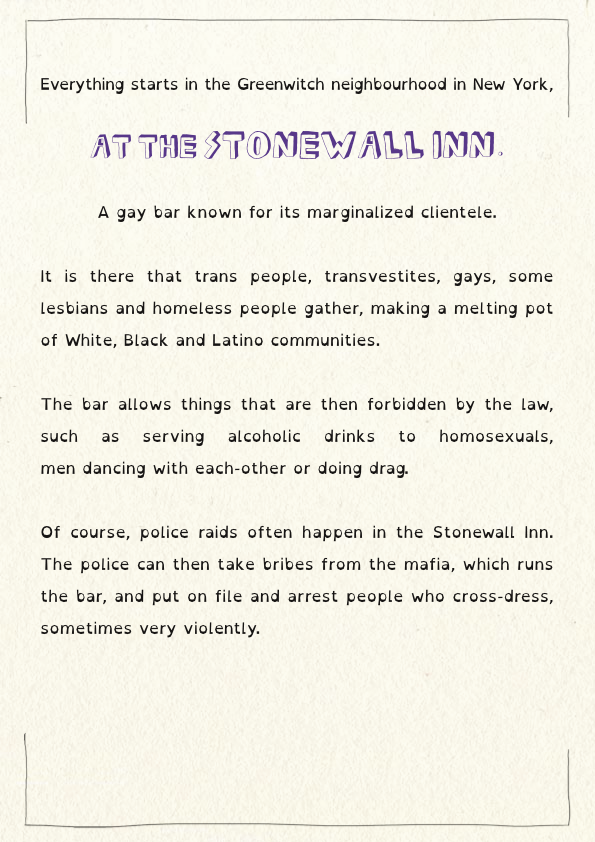 Everything starts in the Greenwitch neighbourhood in New York,
AT THE STONEWALL INN.
A gay bar known for its marginalized clientele.
It is there that trans people, transvestites, gays, some
lesbians and homeless people gather, making a melting pot
of White, Black and Latino communities.
The bar allows things that are then forbidden by the law,
such as serving alcoholic drinks to homosexuals,
men dancing with each-other or doing drag.
Of course, police raids often happen in the Stonewall Inn.
The police can then take bribes from the mafia, which runs
the bar, and put on file and arrest people who cross-dress,
sometimes very violently.